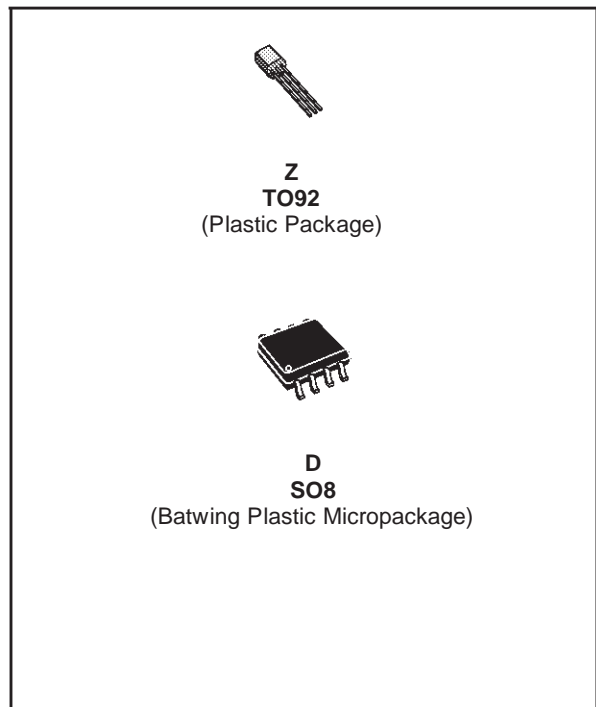 Z
TO92
(Plastic Package)
D
SO8
(Batwing Plastic Micropackage)